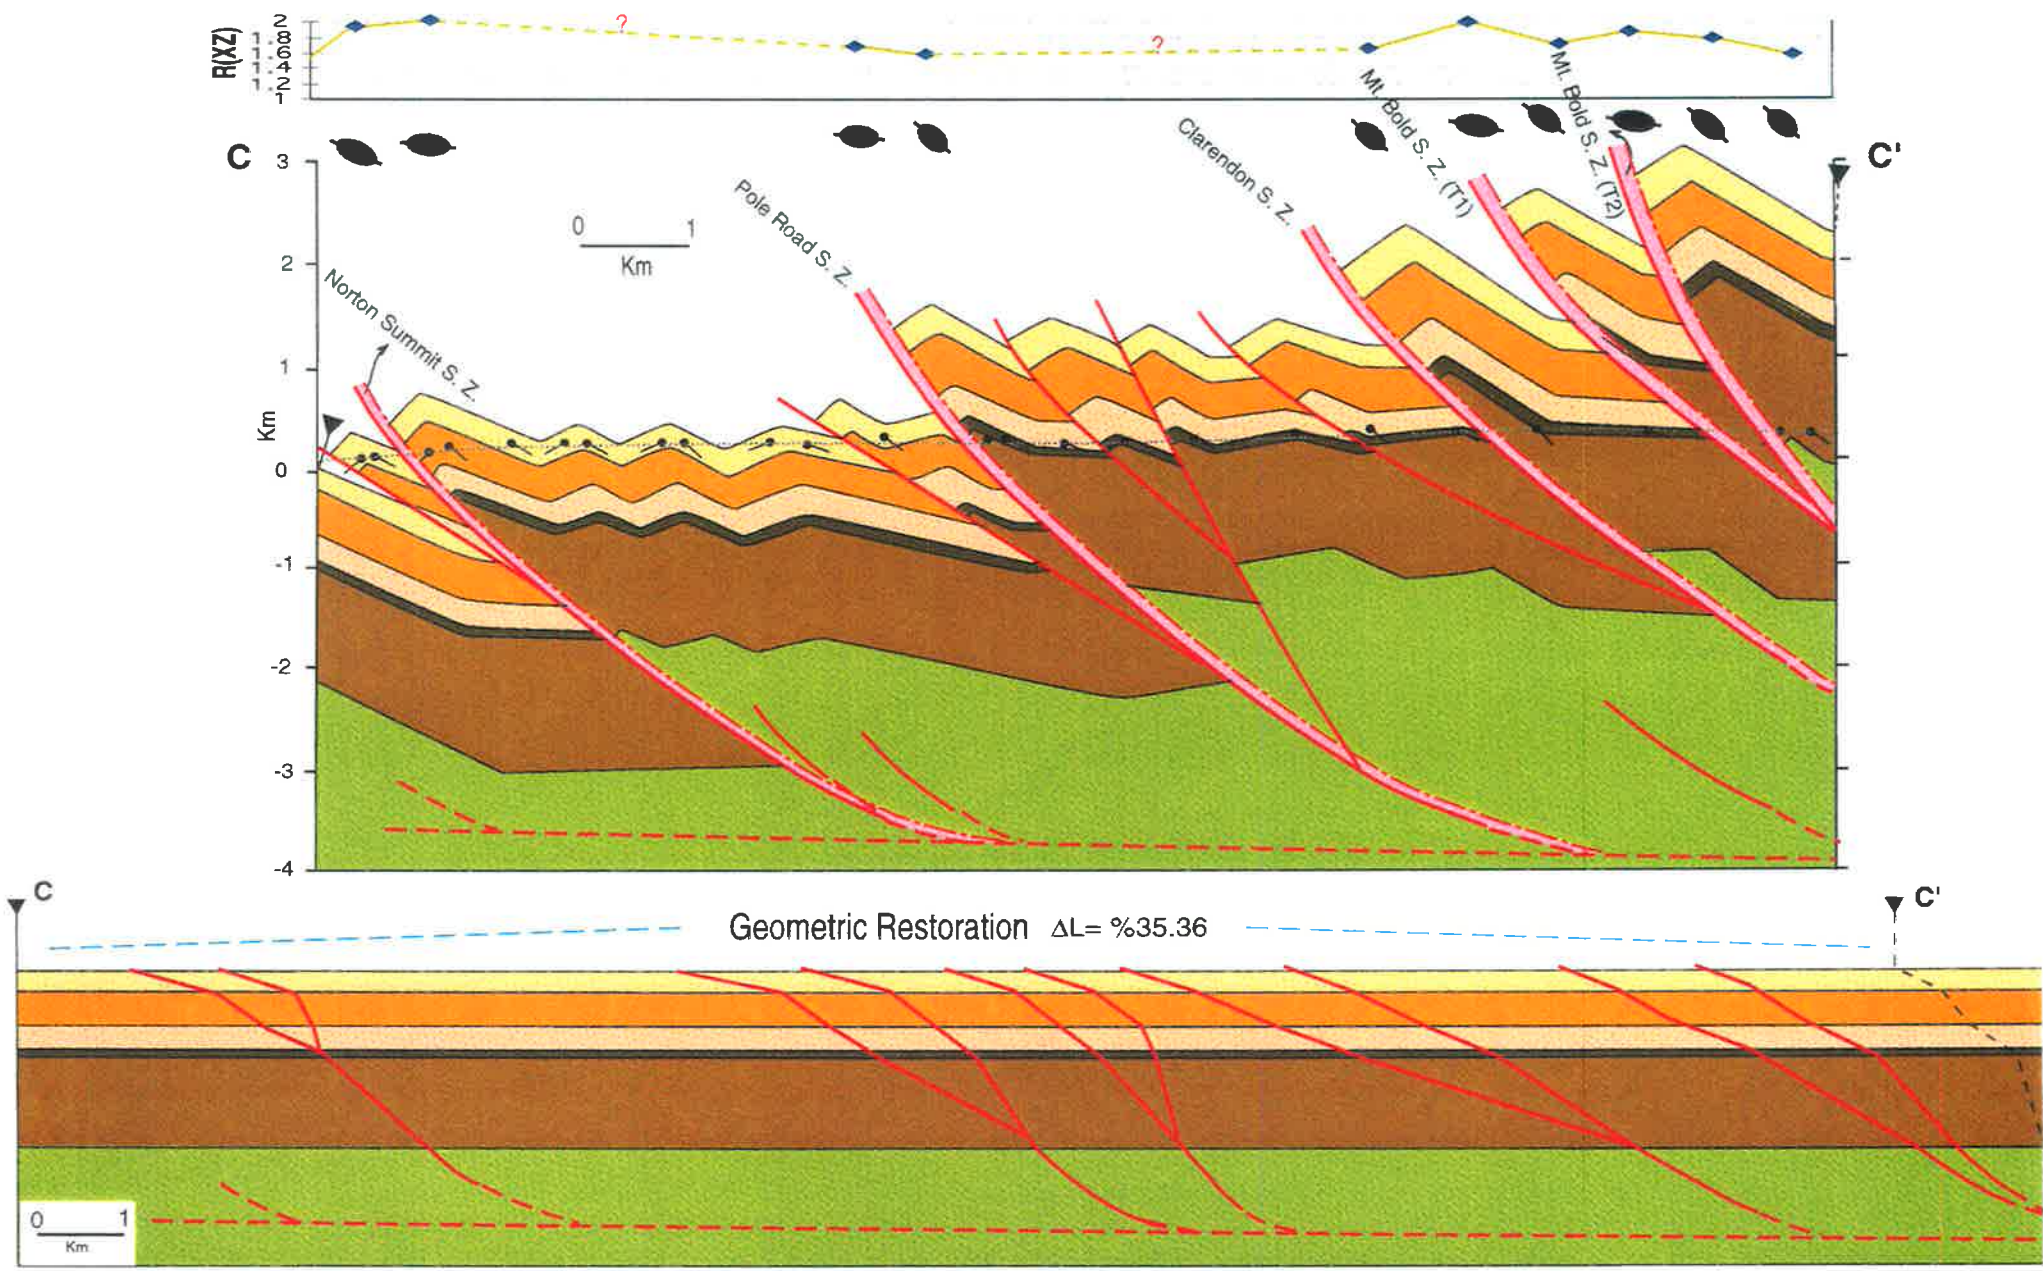 R(XZ)
2
1.8
1.6
1.4
1.2
1
?
?
C
C'
3
2
1
0
-1
-2
-3
-4
Km
0 1
Km
Norton Summit S. Z.
Pole Road S. Z.
Clarendon S. Z.
Mt. Bold S. Z. (T1)
Mt. Bold S. Z. (T2)
C
C'
Geometric Restoration ΔL= %35.36
0 1
Km